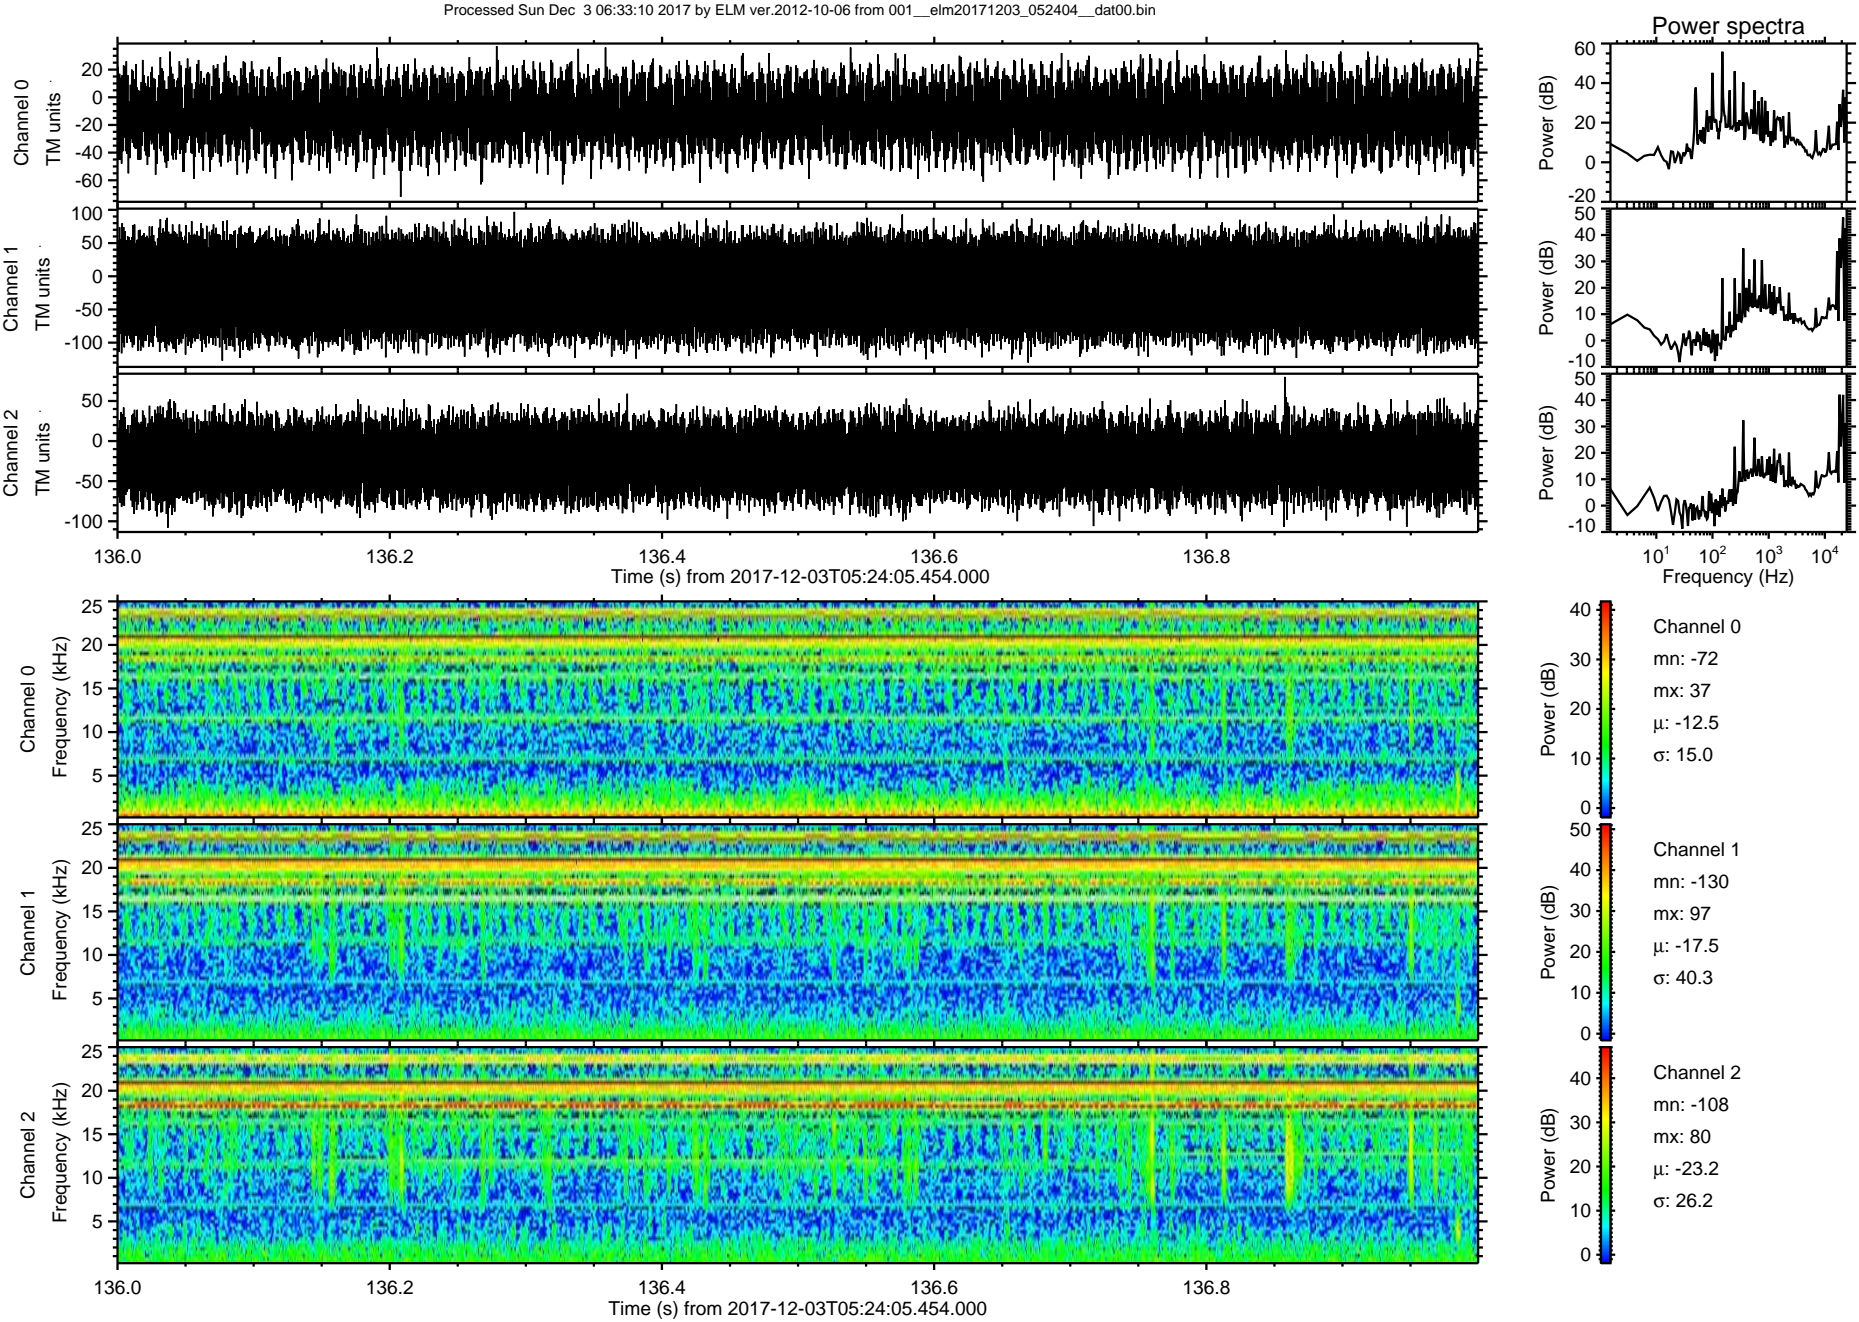 Processed Sun Dec  3 06:33:10 2017 by ELM ver.2012-10-06 from 001__elm20171203_052404__dat00.bin
Power spectra
Channel 0
TM units
20
0
-20
-40
-60
Power (dB)
60
40
20
0
-20
Channel 1
TM units
100
50
0
-50
-100
Power (dB)
50
40
30
20
10
0
-10
Channel 2
TM units
50
0
-50
-100
Power (dB)
50
40
30
20
10
0
-10
136.0 136.2 136.4 136.6 136.8
Time (s) from 2017-12-03T05:24:05.454.000
10¹ 10² 10³ 10⁴
Frequency (Hz)
Channel 0
Frequency (kHz)
25
20
15
10
5
Power (dB)
40
30
20
10
0
Channel 0
mn: -72
mx: 37
μ: -12.5
σ: 15.0
Channel 1
Frequency (kHz)
25
20
15
10
5
Power (dB)
50
40
30
20
10
0
Channel 1
mn: -130
mx: 97
μ: -17.5
σ: 40.3
Channel 2
Frequency (kHz)
25
20
15
10
5
Power (dB)
40
30
20
10
0
Channel 2
mn: -108
mx: 80
μ: -23.2
σ: 26.2
136.0 136.2 136.4 136.6 136.8
Time (s) from 2017-12-03T05:24:05.454.000